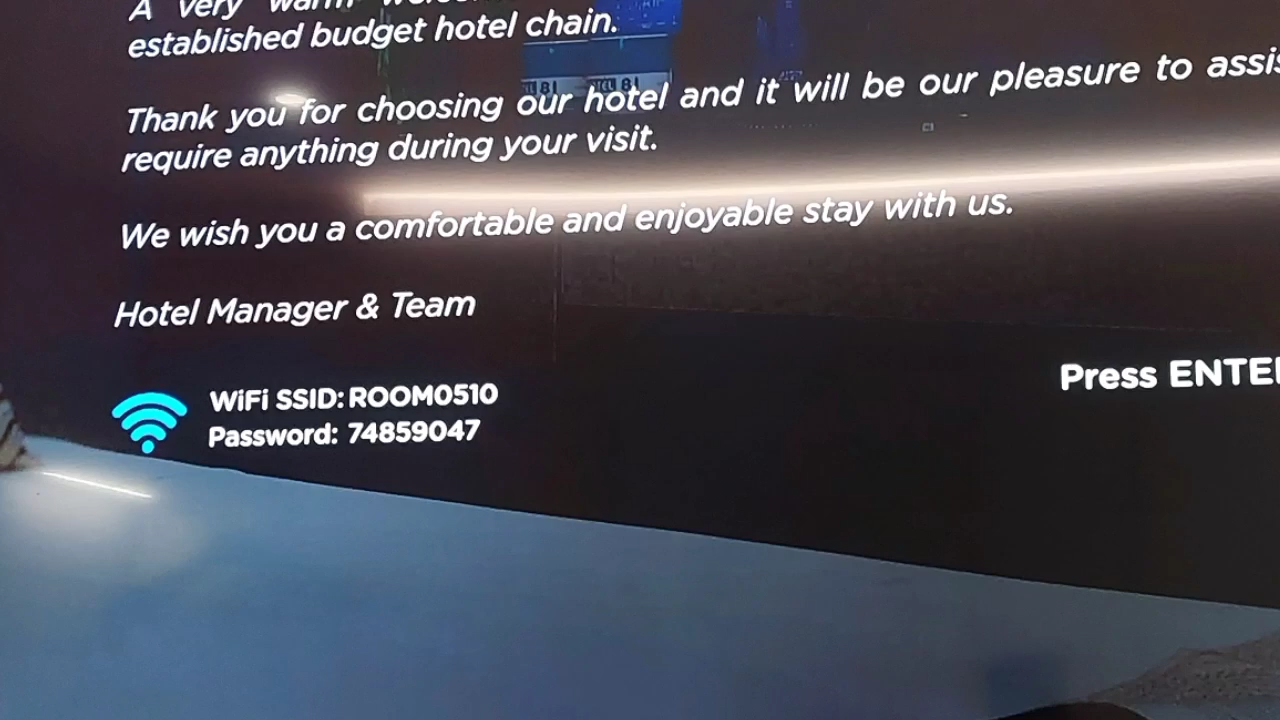 A very warm
established budget hotel chain.
Thank you for choosing our hotel and it will be our pleasure to
require anything during your visit.
We wish you a comfortable and enjoyable stay with us.
Hotel Manager & Team
WiFi SSID: ROOM0510
Password: 74859047
Press